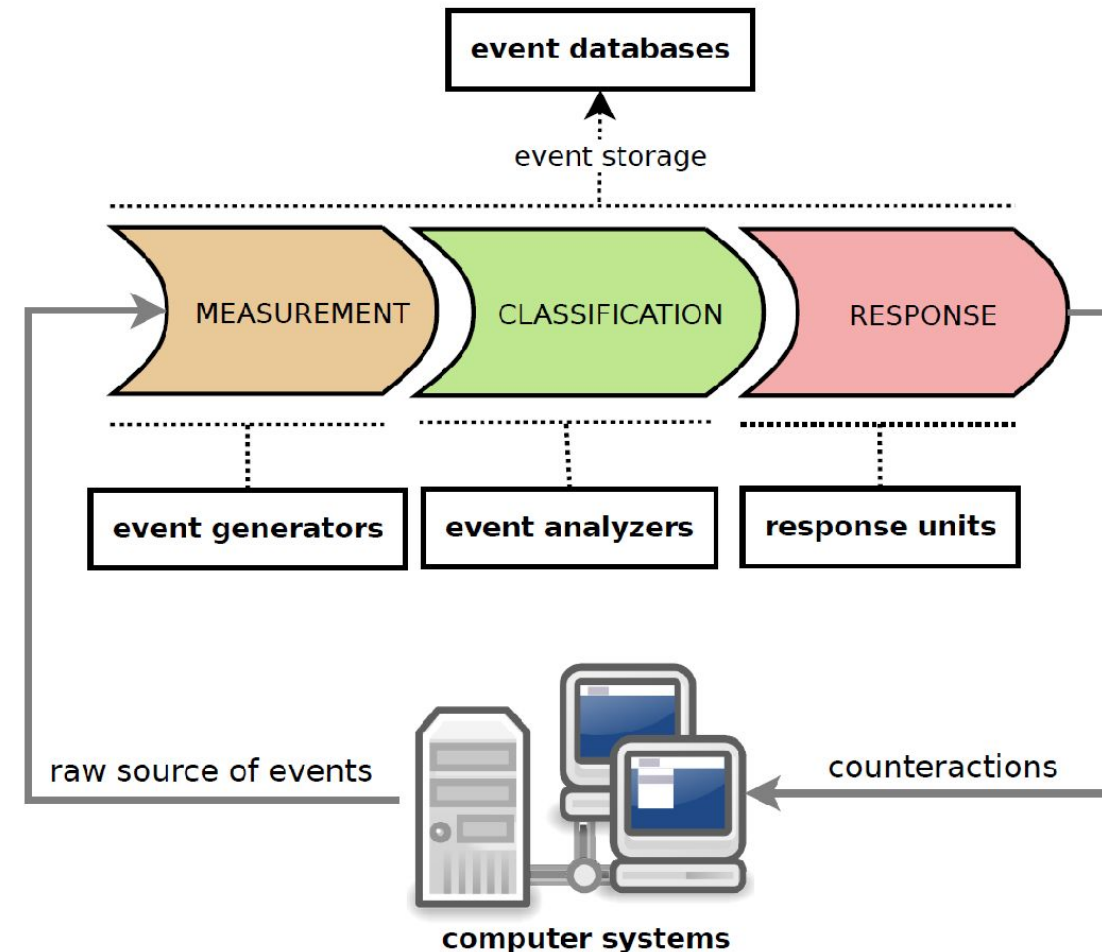 event databases
event storage
MEASUREMENT
CLASSIFICATION
RESPONSE
event generators
event analyzers
response units
raw source of events
counteractions
computer systems